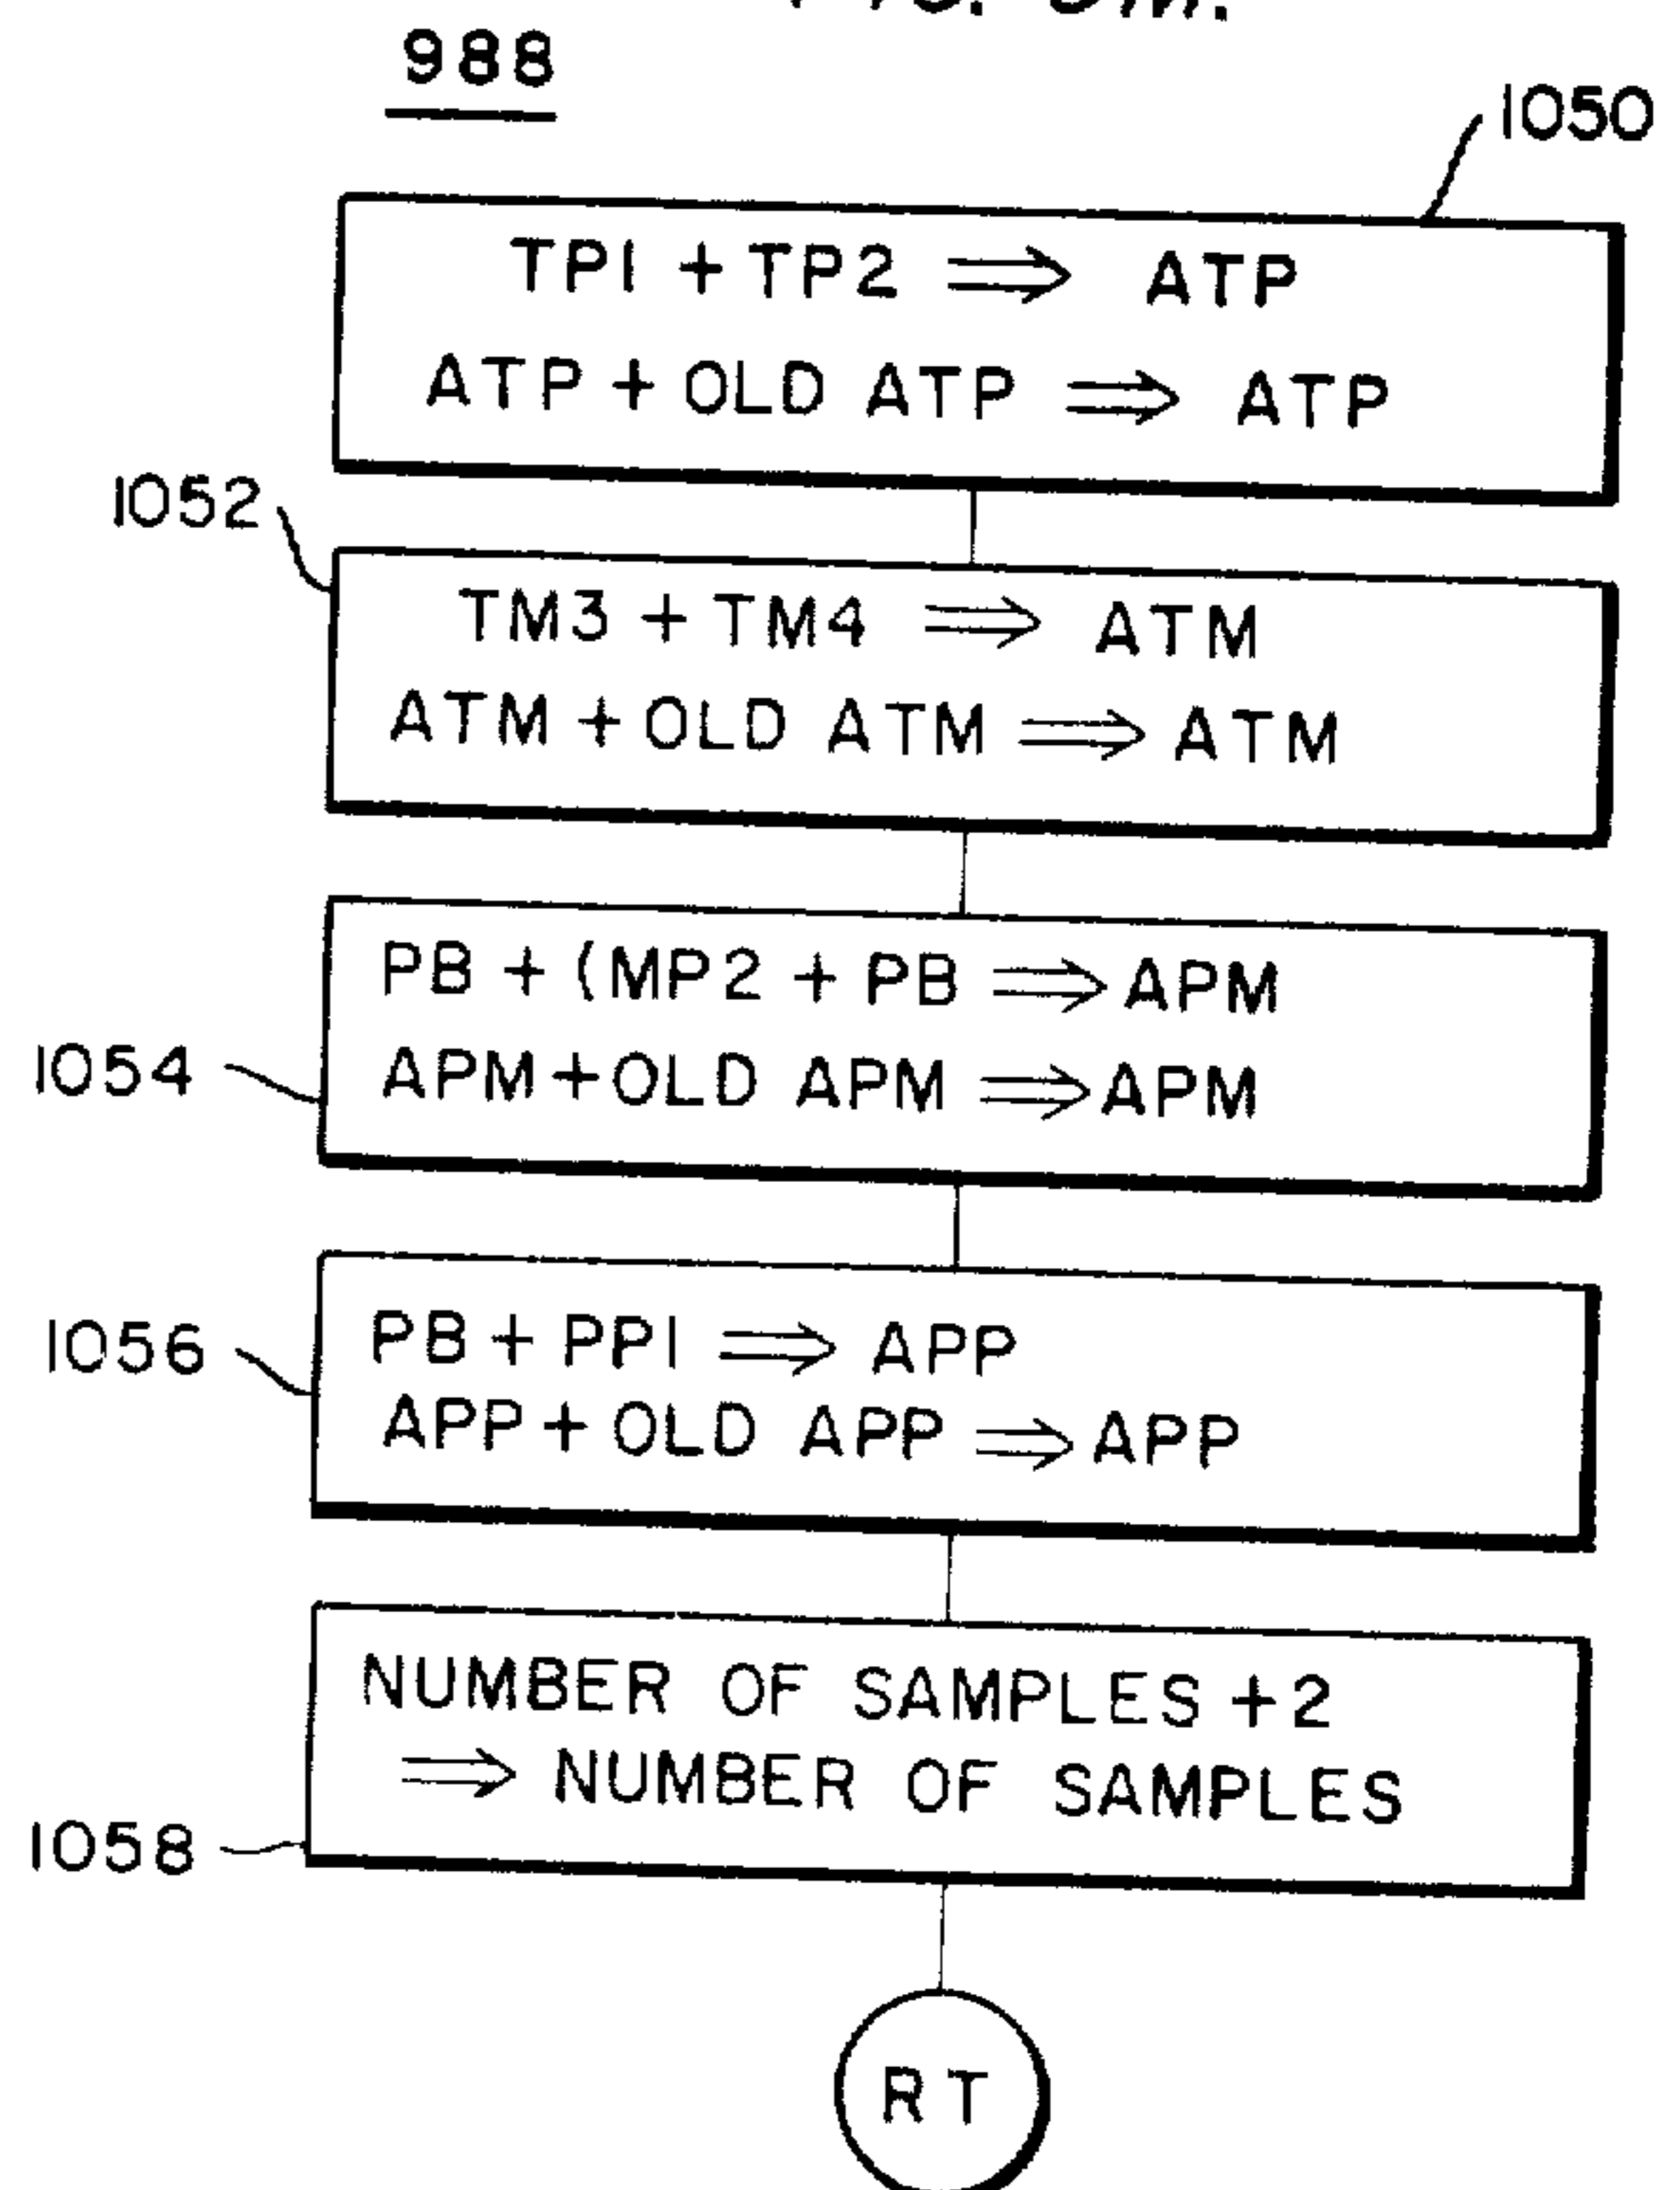 988
1050
TP1 + TP2 ⇒ ATP
ATP + OLD ATP ⇒ ATP
1052
TM3 + TM4 ⇒ ATM
ATM + OLD ATM ⇒ ATM
PB + (MP2 + PB ⇒ APM
1054
APM + OLD APM ⇒ APM
1056
PB + PP1 ⇒ APP
APP + OLD APP ⇒ APP
NUMBER OF SAMPLES +2
⇒ NUMBER OF SAMPLES
1058
RT